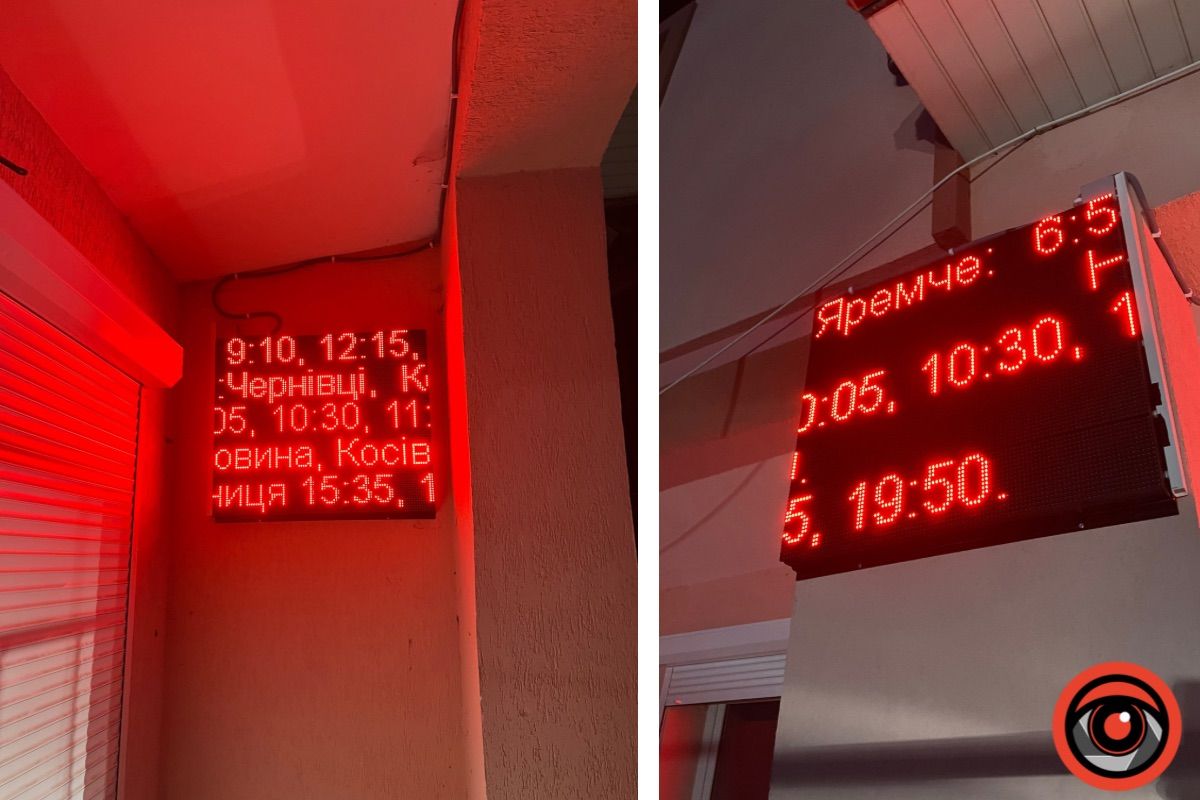 9:10, 12:15,
:Чернівці, К
05, 10:30, 11:
овина, Косів
ниця 15:35, 1
Яремче: 6:5
0:05, 10:30, 1
5, 19:50.